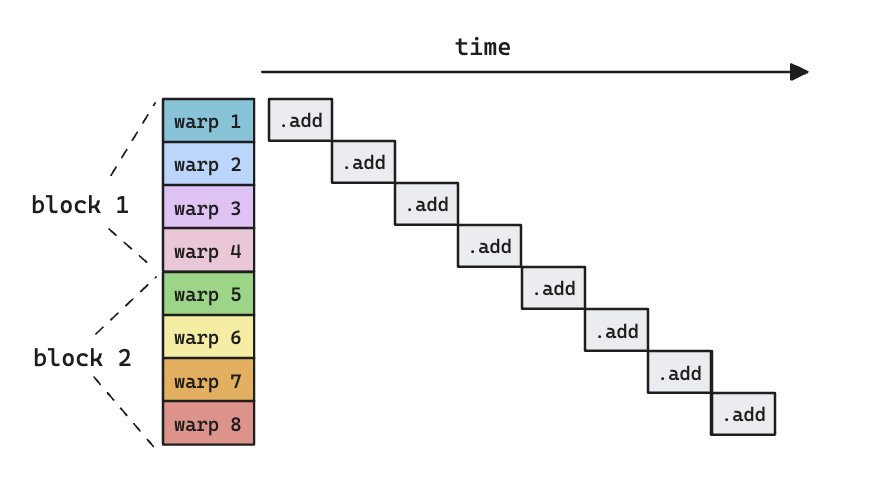 time
warp 1 .add
warp 2 .add
block 1
warp 3 .add
warp 4 .add
warp 5 .add
warp 6 .add
block 2
warp 7 .add
warp 8 .add